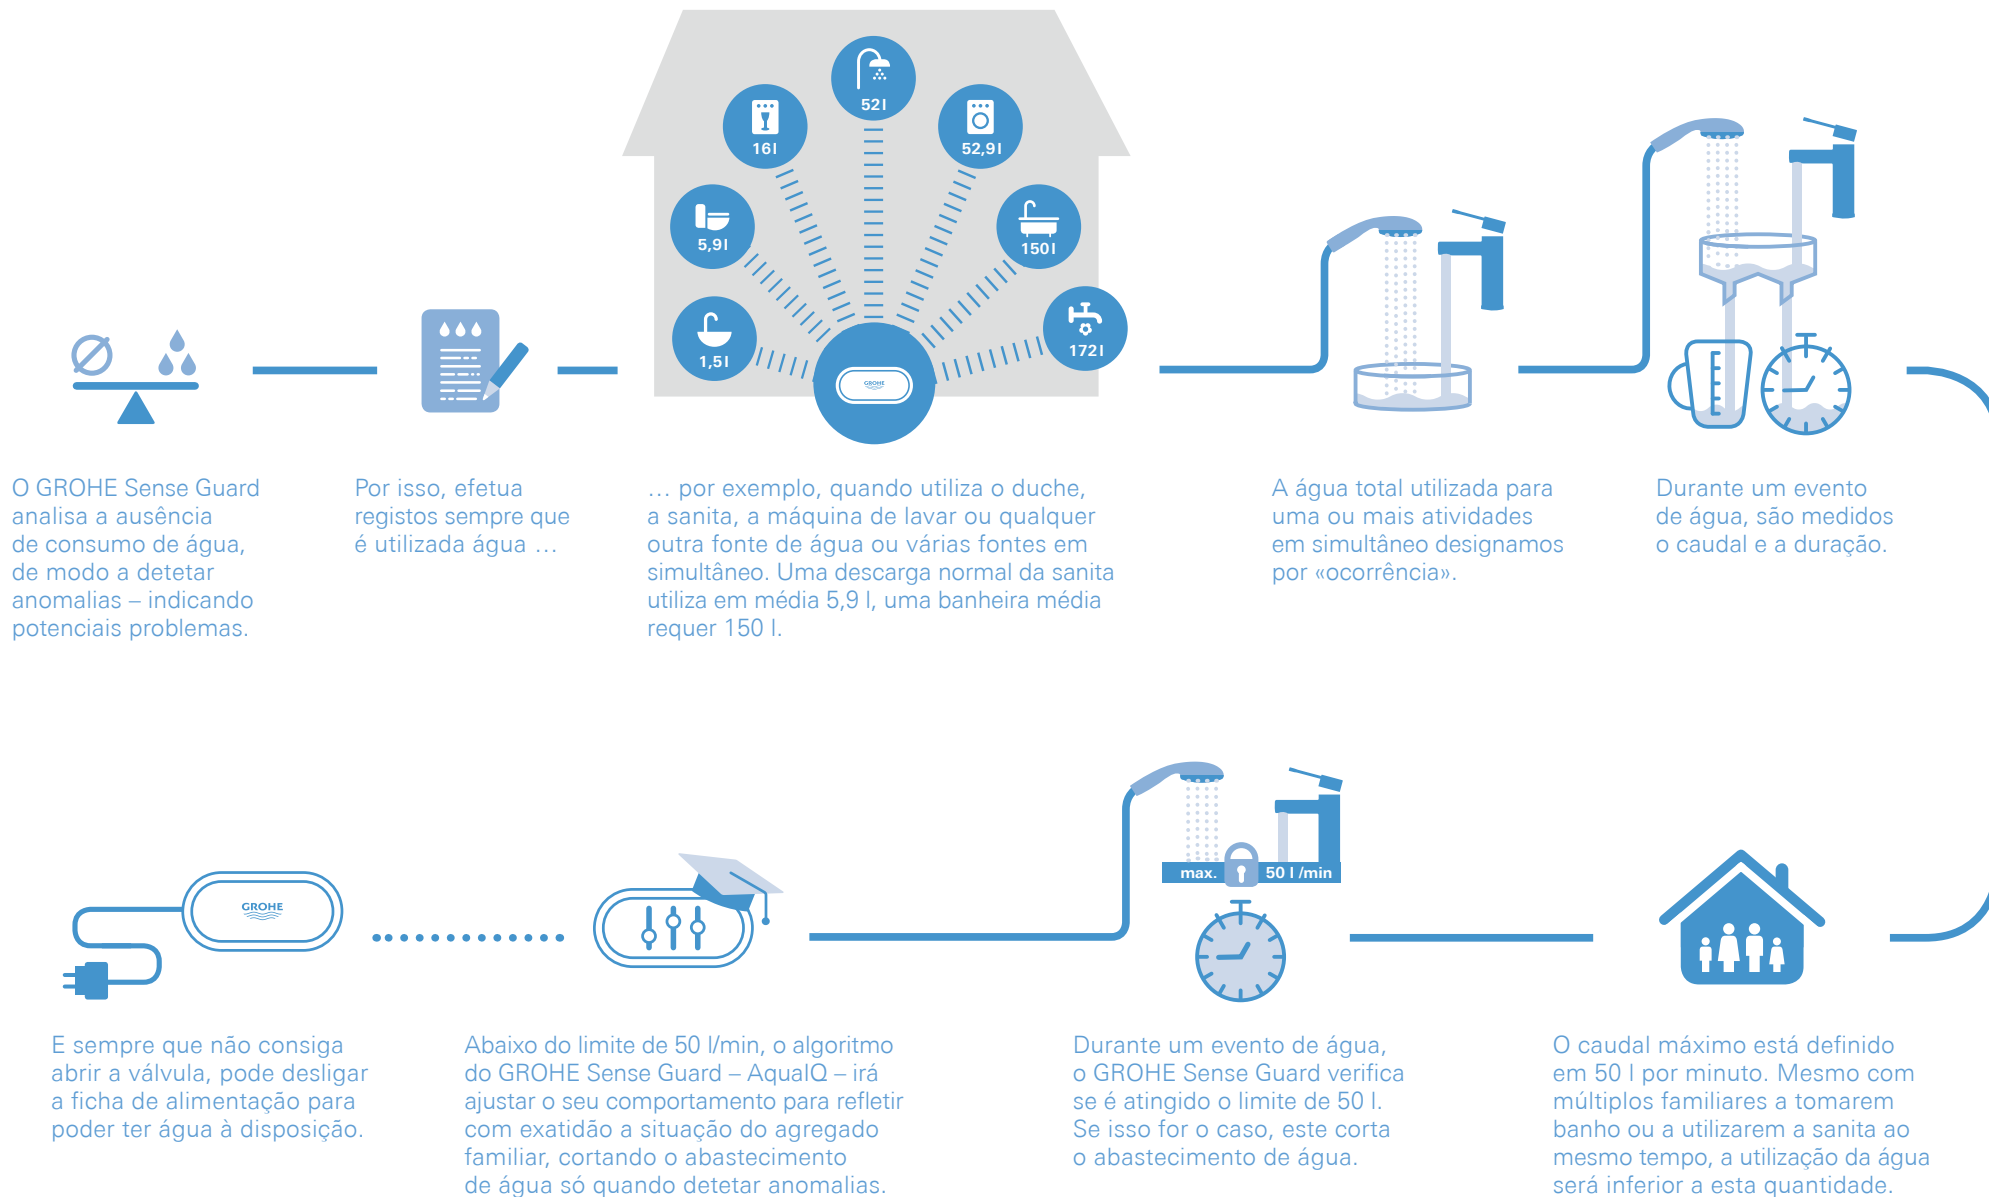 52 l
16 l
52,9 l
5,9 l
150 l
1,5 l
172 l
GROHE
O GROHE Sense Guard
analisa a ausência
de consumo de água,
de modo a detetar
anomalias – indicando
potenciais problemas.
Por isso, efetua
registos sempre que
é utilizada água …
… por exemplo, quando utiliza o duche,
a sanita, a máquina de lavar ou qualquer
outra fonte de água ou várias fontes em
simultâneo. Uma descarga normal da sanita
utiliza em média 5,9 l, uma banheira média
requer 150 l.
A água total utilizada para
uma ou mais atividades
em simultâneo designamos
por «ocorrência».
Durante um evento
de água, são medidos
o caudal e a duração.
GROHE
max. 50 l /min
E sempre que não consiga
abrir a válvula, pode desligar
a ficha de alimentação para
poder ter água à disposição.
Abaixo do limite de 50 l/min, o algoritmo
do GROHE Sense Guard – AquaIQ – irá
ajustar o seu comportamento para refletir
com exatidão a situação do agregado
familiar, cortando o abastecimento
de água só quando detetar anomalias.
Durante um evento de água,
o GROHE Sense Guard verifica
se é atingido o limite de 50 l.
Se isso for o caso, este corta
o abastecimento de água.
O caudal máximo está definido
em 50 l por minuto. Mesmo com
múltiplos familiares a tomarem
banho ou a utilizarem a sanita ao
mesmo tempo, a utilização da água
será inferior a esta quantidade.